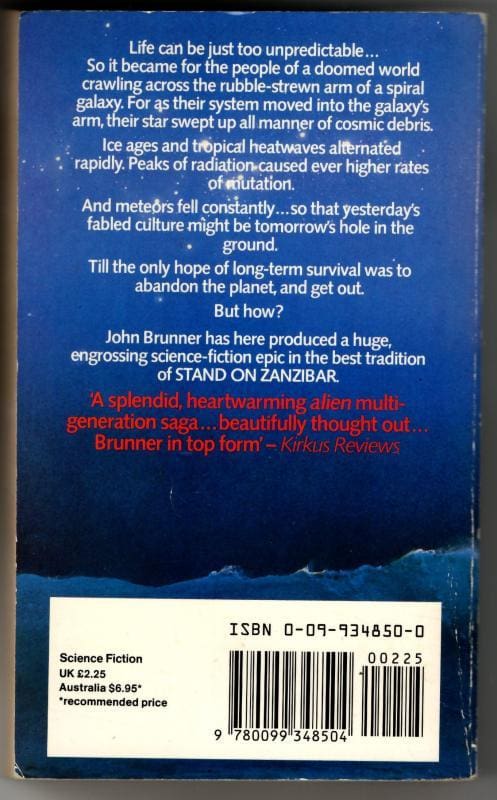 Life can be just too unpredictable...
So it became for the people of a doomed world
crawling across the rubble-strewn arm of a spiral
galaxy. For as their system moved into the galaxy's
arm, their star swept up all manner of cosmic debris.
Ice ages and tropical heatwaves alternated
rapidly. Peaks of radiation caused ever higher rates
of mutation.
And meteors fell constantly...so that yesterday's
fabled culture might be tomorrow's hole in the
ground.
Till the only hope of long-term survival was to
abandon the planet, and get out.
But how?
John Brunner has here produced a huge,
engrossing science-fiction epic in the best tradition
of STAND ON ZANZIBAR.
'A splendid, heartwarming alien multi-
generation saga...beautifully thought out...
Brunner in top form' – Kirkus Reviews
ISBN 0-09-934850-0
Science Fiction
UK £2.25
Australia $6.95*
*recommended price
00225
9 780099 348504